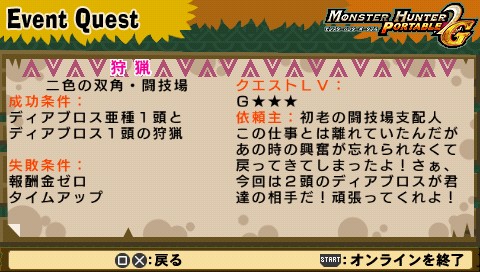 Event Quest
MONSTER HUNTER
PORTABLE 2nd G
狩猟
二色の双角・闘技場
成功条件：
ディアブロス亜種１頭と
ディアブロス１頭の狩猟
失敗条件：
報酬金ゼロ
タイムアップ
クエストＬＶ：
Ｇ★★★
依頼主：初老の闘技場支配人
この仕事とは離れていたんだが
あの時の興奮が忘れられなくて
戻ってきてしまったよ！さぁ、
今回は２頭のディアブロスが君
達の相手だ！頑張ってくれよ！
:戻る
START:オンラインを終了